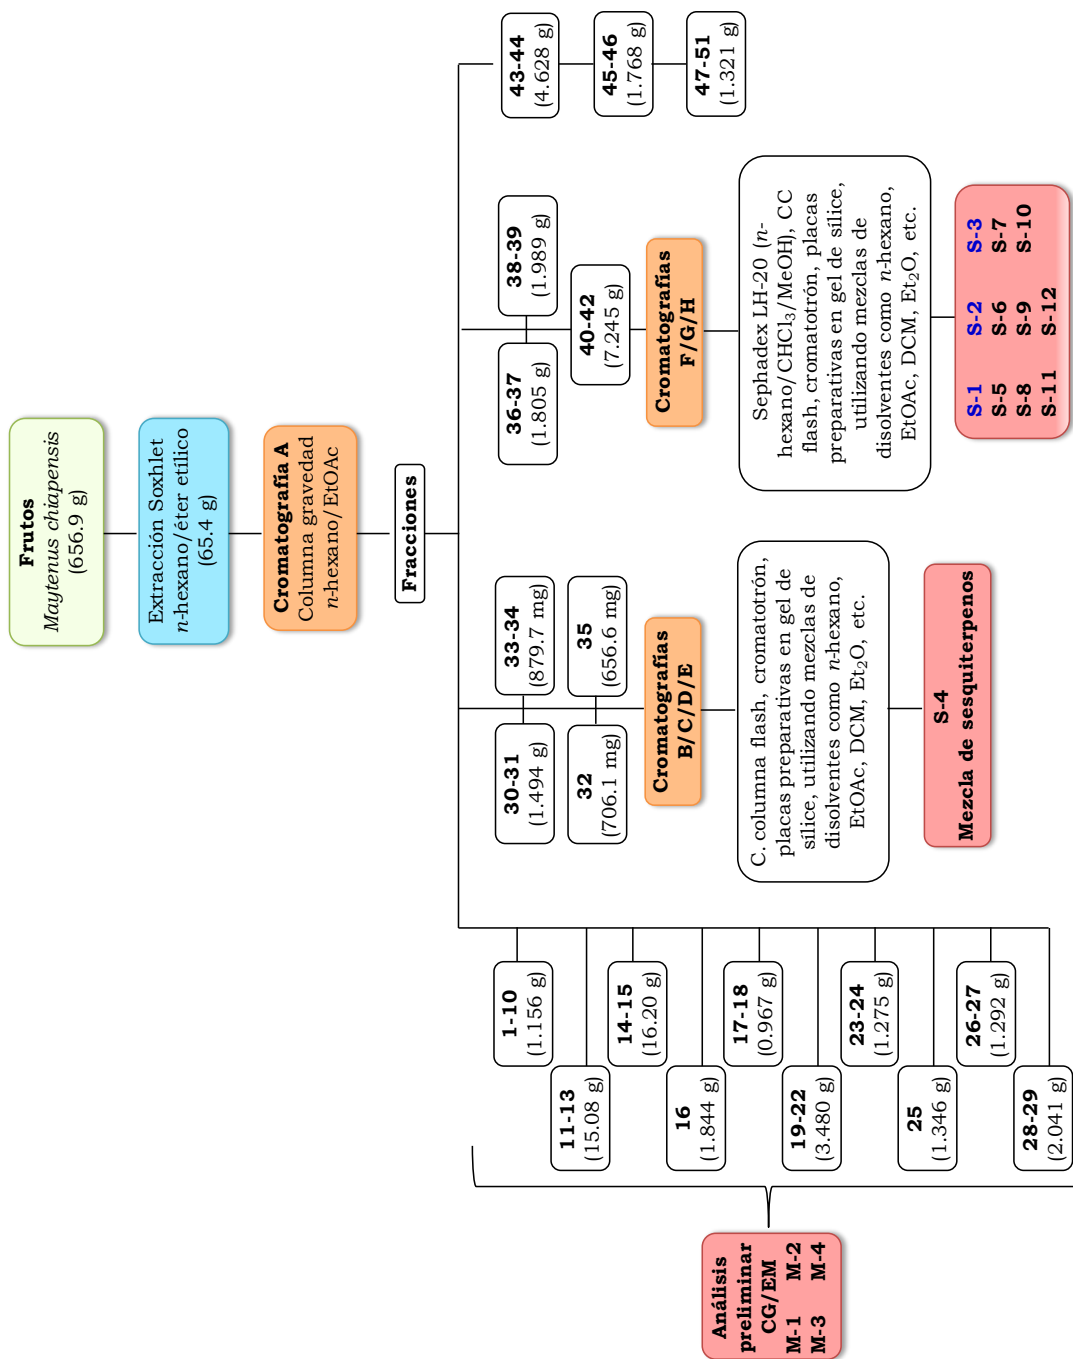 Frutos
Maytenus chiapensis
(656.9 g)
Extracción Soxhlet
n-hexano/éter etílico
(65.4 g)
Cromatografía A
Columna gravedad
n-hexano/EtOAc
Fracciones
1-10
(1.156 g)
11-13
(15.08 g)
14-15
(16.20 g)
16
(1.844 g)
17-18
(0.967 g)
19-22
(3.480 g)
23-24
(1.275 g)
25
(1.346 g)
26-27
(1.292 g)
28-29
(2.041 g)
Análisis
preliminar
CG/EM
M-1 M-2
M-3 M-4
30-31
(1.494 g)
33-34
(879.7 mg)
32
(706.1 mg)
35
(656.6 mg)
Cromatografías
B/C/D/E
C. columna flash, cromatotrón,
placas preparativas en gel de
sílice, utilizando mezclas de
disolventes como n-hexano,
EtOAc, DCM, Et₂O, etc.
S-4
Mezcla de sesquiterpenos
36-37
(1.805 g)
38-39
(1.989 g)
40-42
(7.245 g)
Cromatografías
F/G/H
Sephadex LH-20 (n-
hexano/CHCl₃/MeOH), CC
flash, cromatotrón, placas
preparativas en gel de sílice,
utilizando mezclas de
disolventes como n-hexano,
EtOAc, DCM, Et₂O, etc.
S-1 S-2 S-3
S-5 S-6 S-7
S-8 S-9 S-10
S-11 S-12
43-44
(4.628 g)
45-46
(1.768 g)
47-51
(1.321 g)